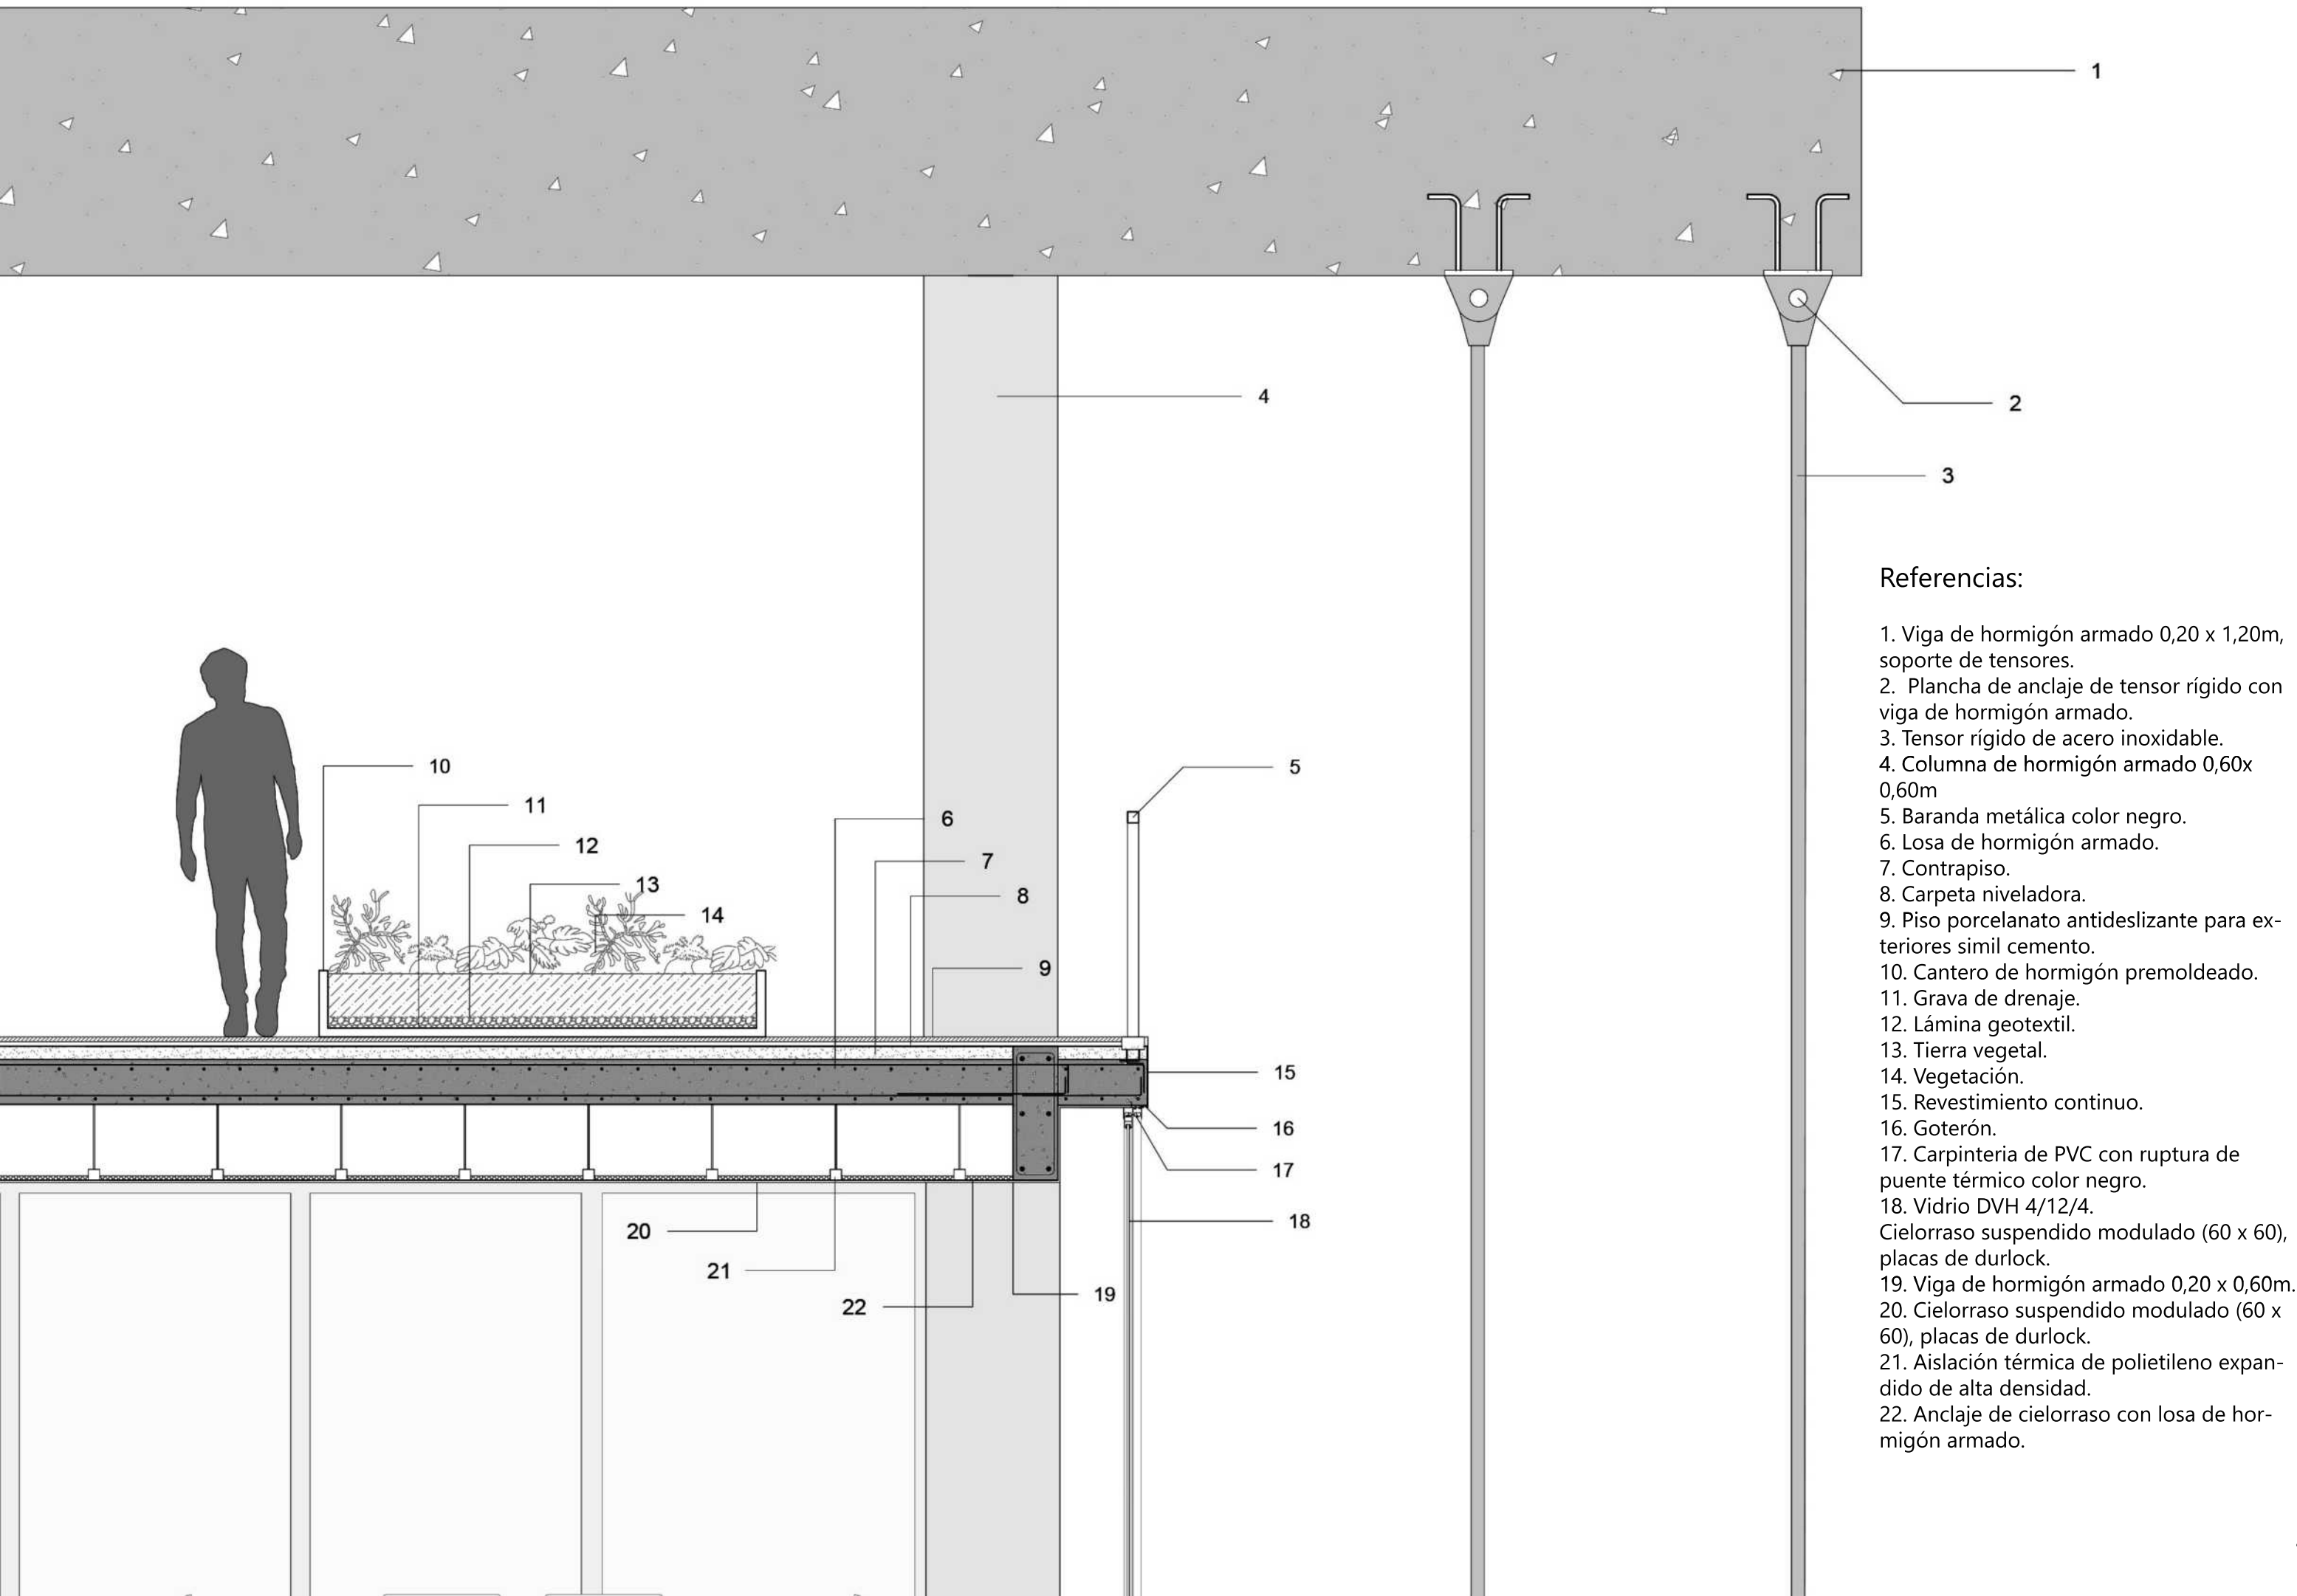 1
2
3
4
5
10
11
6
12
7
13
8
14
9
15
16
17
18
20
21
19
22
Referencias:
1. Viga de hormigón armado 0,20 x 1,20m,
soporte de tensores.
2.  Plancha de anclaje de tensor rígido con
viga de hormigón armado.
3. Tensor rígido de acero inoxidable.
4. Columna de hormigón armado 0,60x
0,60m
5. Baranda metálica color negro.
6. Losa de hormigón armado.
7. Contrapiso.
8. Carpeta niveladora.
9. Piso porcelanato antideslizante para ex-
teriores simil cemento.
10. Cantero de hormigón premoldeado.
11. Grava de drenaje.
12. Lámina geotextil.
13. Tierra vegetal.
14. Vegetación.
15. Revestimiento continuo.
16. Goterón.
17. Carpinteria de PVC con ruptura de
puente térmico color negro.
18. Vidrio DVH 4/12/4.
Cielorraso suspendido modulado (60 x 60),
placas de durlock.
19. Viga de hormigón armado 0,20 x 0,60m.
20. Cielorraso suspendido modulado (60 x
60), placas de durlock.
21. Aislación térmica de polietileno expan-
dido de alta densidad.
22. Anclaje de cielorraso con losa de hor-
migón armado.